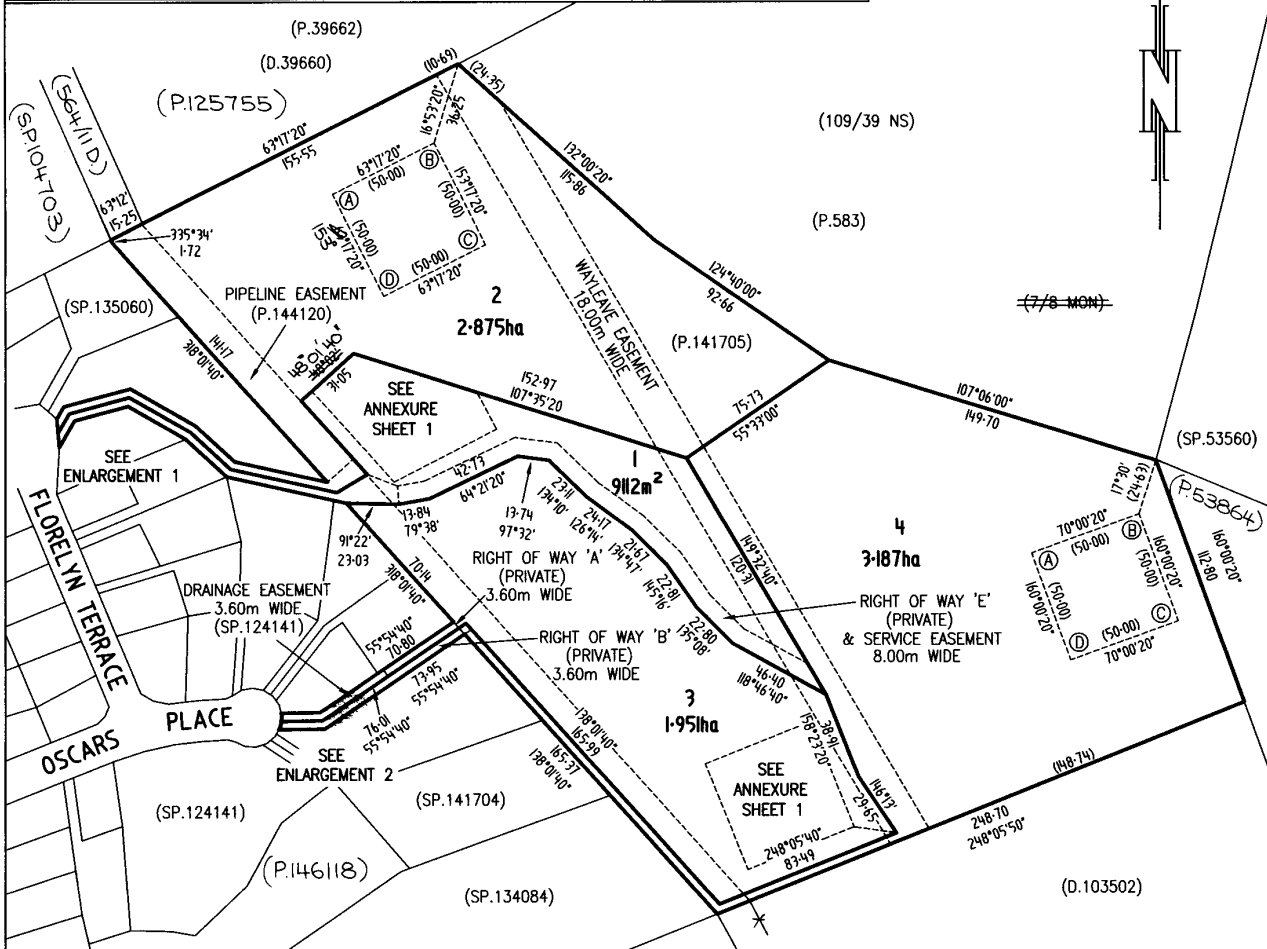 (P.39662)
(D.39660)
(P.125755)
(564/11 D.)
(S.P.104703)
(10·69)
(24·35)
16°53'20"
36·25
63°17'20"
155·55
63°12'
15·25
335°34'
1·72
(109/39 NS)
(P.583)
(7/8 MON)
N
132°00'20"
115·86
63°17'20"
(50·00)
A
B
153°17'20"
(50·00)
C
(50·00)
63°17'20"
D
(50·00)
2
2·875ha
PIPELINE EASEMENT
(P.144120)
(SP.135060)
141·17
318°01'40"
WAYLEAVE EASEMENT
18.00m WIDE
(P.141705)
124°40'00"
92·66
48°01'40"
31·05
SEE
ANNEXURE
SHEET 1
152·97
107°35'20
75·73
55°33'00"
107°06'00"
149·70
(SP.53560)
(P.53864)
17°30'
(24·63)
SEE
ENLARGEMENT 1
FLORELYN TERRACE
42·73
64°21'20"
1
9112m²
13·84
79°38'
13·74
97°32'
23·11
134°10'
24·17
126°14'
21·67
134°47'
22·81
145°16'
22·80
135°08'
46·40
118°46'40"
91°22'
23·03
70·14
318°01'40"
149°32'40"
120·31
4
3·187ha
70°00'20"
(50·00)
A
B
160°00'20"
(50·00)
C
(50·00)
70°00'20"
D
(50·00)
160°00'20"
160°00'20"
112·80
RIGHT OF WAY 'A'
(PRIVATE)
3.60m WIDE
DRAINAGE EASEMENT
3.60m WIDE
(SP.124141)
55°54'40"
70·80
73·95
55°54'40"
76·01
55°54'40"
RIGHT OF WAY 'B'
(PRIVATE)
3.60m WIDE
RIGHT OF WAY 'E'
(PRIVATE)
& SERVICE EASEMENT
8.00m WIDE
3
1·951ha
138°01'40"
165·99
165·37
138°01'40"
38·91
158°23'20"
146°13'
29·65
SEE
ANNEXURE
SHEET 1
248°05'40"
83·49
(148·74)
248·70
248°05'50"
OSCARS PLACE
SEE
ENLARGEMENT 2
(SP.124141)
(SP.141704)
(P.146118)
(SP.134084)
(D.103502)